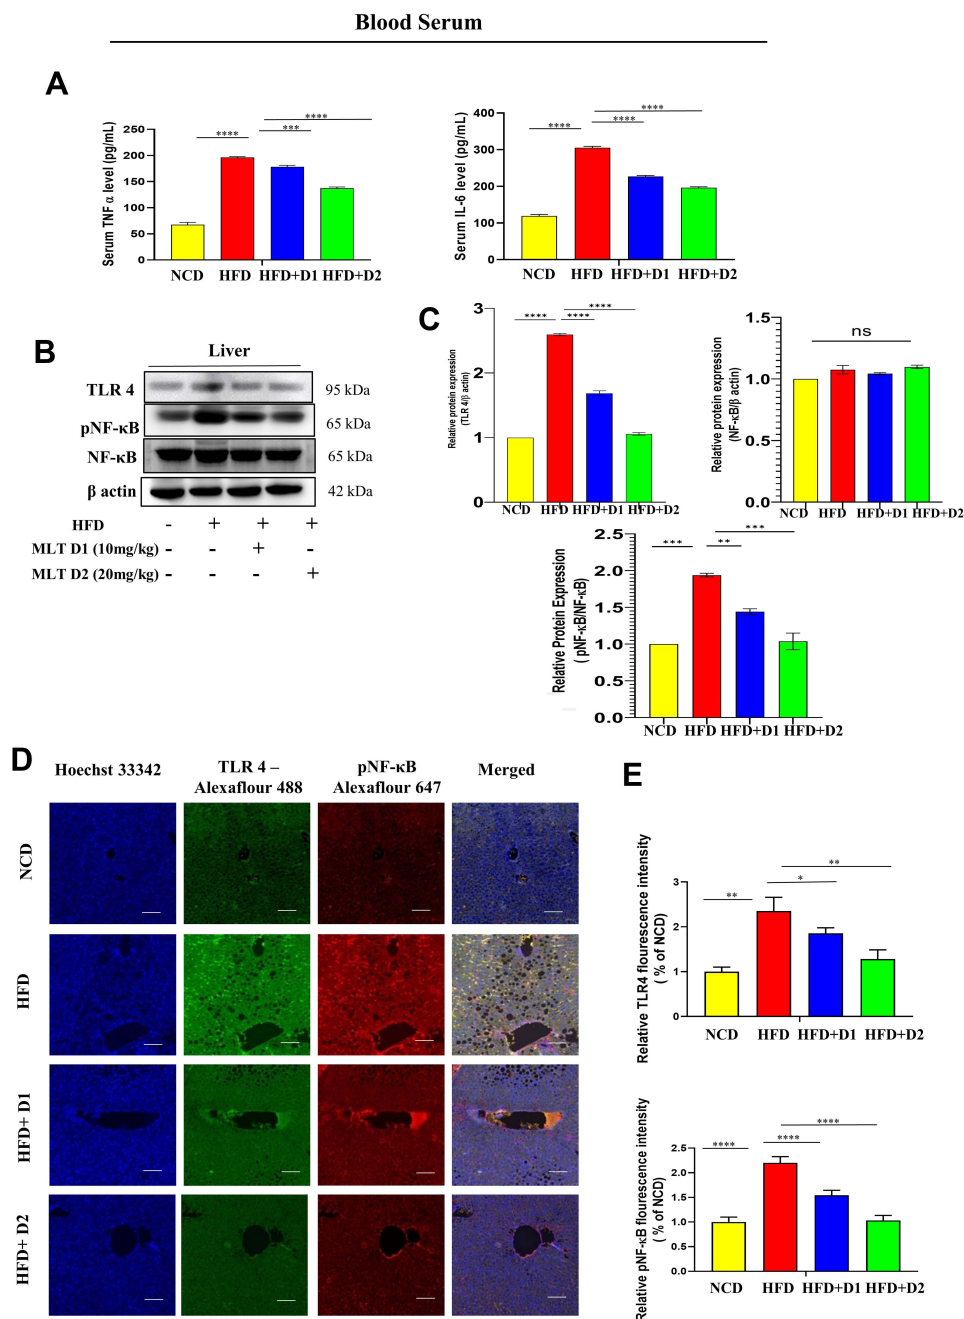 Blood Serum
A
Serum TNF α level (pg/mL)
250
200
150
100
50
0
****
***
****
NCD HFD HFD+D1 HFD+D2
Serum IL-6 level (pg/mL)
400
300
200
100
0
****
****
****
NCD HFD HFD+D1 HFD+D2
B
Liver
TLR 4 95 kDa
pNF-κB 65 kDa
NF-κB 65 kDa
β actin 42 kDa
HFD - + + +
MLT D1 (10mg/kg) - - + -
MLT D2 (20mg/kg) - - - +
C
Relative protein expression
(TLR 4/β actin)
3
2
1
0
****
****
****
NCD HFD HFD+D1 HFD+D2
Relative protein expression
(NF-κB/β actin)
1.5
1.0
0.5
0.0
ns
NCD HFD HFD+D1 HFD+D2
Relative Protein Expression
( pNF-κB/NF-κB)
2.5
2.0
1.5
1.0
0.5
0.0
***
**
***
NCD HFD HFD+D1 HFD+D2
D
Hoechst 33342
TLR 4 –
Alexaflour 488
pNF-κB
Alexaflour 647
Merged
NCD
HFD
HFD+ D1
HFD+ D2
E
Relative TLR4 flourescence intensity
( % of NCD)
3
2
1
0
**
*
**
NCD HFD HFD+D1 HFD+D2
Relative pNF-κB flourescence intensity
( % of NCD)
2.5
2.0
1.5
1.0
0.5
0.0
****
****
****
NCD HFD HFD+D1 HFD+D2